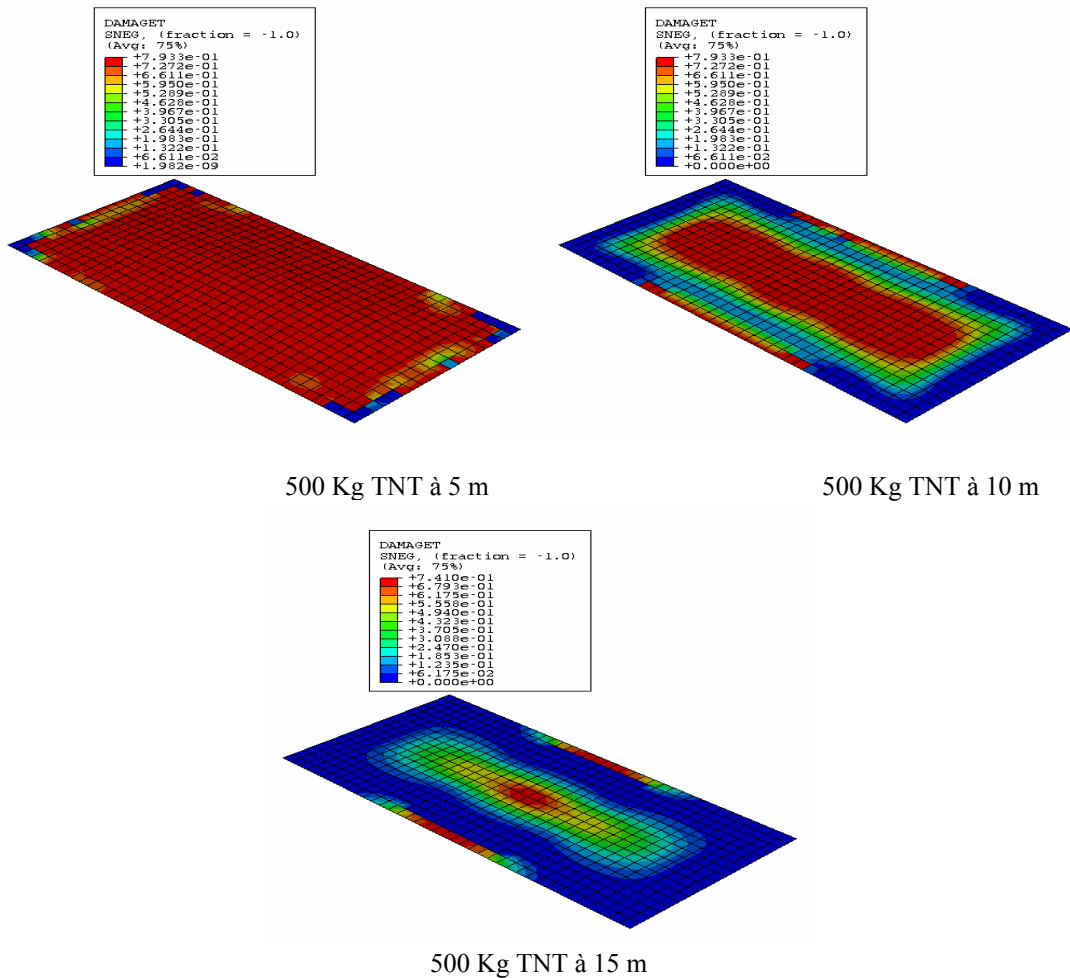 DAMAGET
SNEG, (fraction = -1.0)
(Avg: 75%)
+7.933e-01
+7.272e-01
+6.611e-01
+5.950e-01
+5.289e-01
+4.628e-01
+3.967e-01
+3.305e-01
+2.644e-01
+1.983e-01
+1.322e-01
+6.611e-02
+1.982e-09
DAMAGET
SNEG, (fraction = -1.0)
(Avg: 75%)
+7.933e-01
+7.272e-01
+6.611e-01
+5.950e-01
+5.289e-01
+4.628e-01
+3.967e-01
+3.305e-01
+2.644e-01
+1.983e-01
+1.322e-01
+6.611e-02
+0.000e+00
500 Kg TNT à 5 m
500 Kg TNT à 10 m
DAMAGET
SNEG, (fraction = -1.0)
(Avg: 75%)
+7.410e-01
+6.793e-01
+6.175e-01
+5.558e-01
+4.940e-01
+4.323e-01
+3.705e-01
+3.088e-01
+2.470e-01
+1.853e-01
+1.235e-01
+6.175e-02
+0.000e+00
500 Kg TNT à 15 m